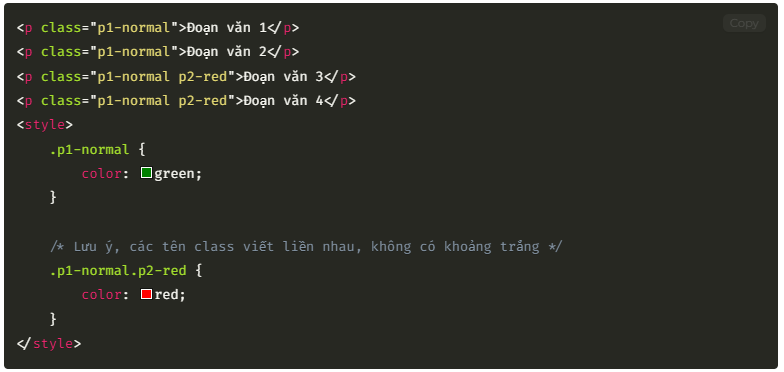 Copy
<p class="p1-normal">Đoạn văn 1</p>
<p class="p1-normal">Đoạn văn 2</p>
<p class="p1-normal p2-red">Đoạn văn 3</p>
<p class="p1-normal p2-red">Đoạn văn 4</p>
<style>
    .p1-normal {
        color: green;
    }

    /* Lưu ý, các tên class viết liền nhau, không có khoảng trắng */
    .p1-normal.p2-red {
        color: red;
    }
</style>